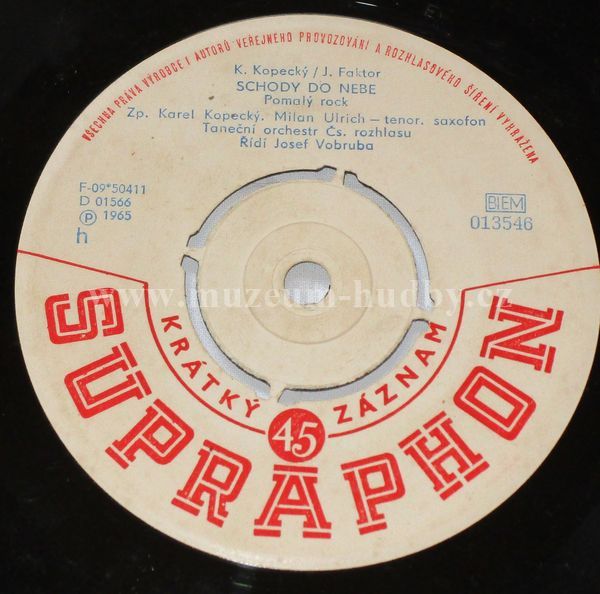 VŠECHNA PRÁVA VÝROBCE I AUTORŮ VEŘEJNÉHO PROVOZOVÁNÍ A ROZHLASOVÉHO ŠÍŘENÍ VYHRAŽENA
K. Kopecký / J. Faktor
SCHODY DO NEBE
Pomalý rock
Zp. Karel Kopecký. Milan Ulrich — tenor. saxofon
Taneční orchestr Čs. rozhlasu
Řídí Josef Vobruba
F-09*50411
D 01566
Ⓟ 1965
h
BIEM
013546
www.muzeum-hudby.cz
KRÁTKÝ 45 ZÁZNAM
SUPRAPHON